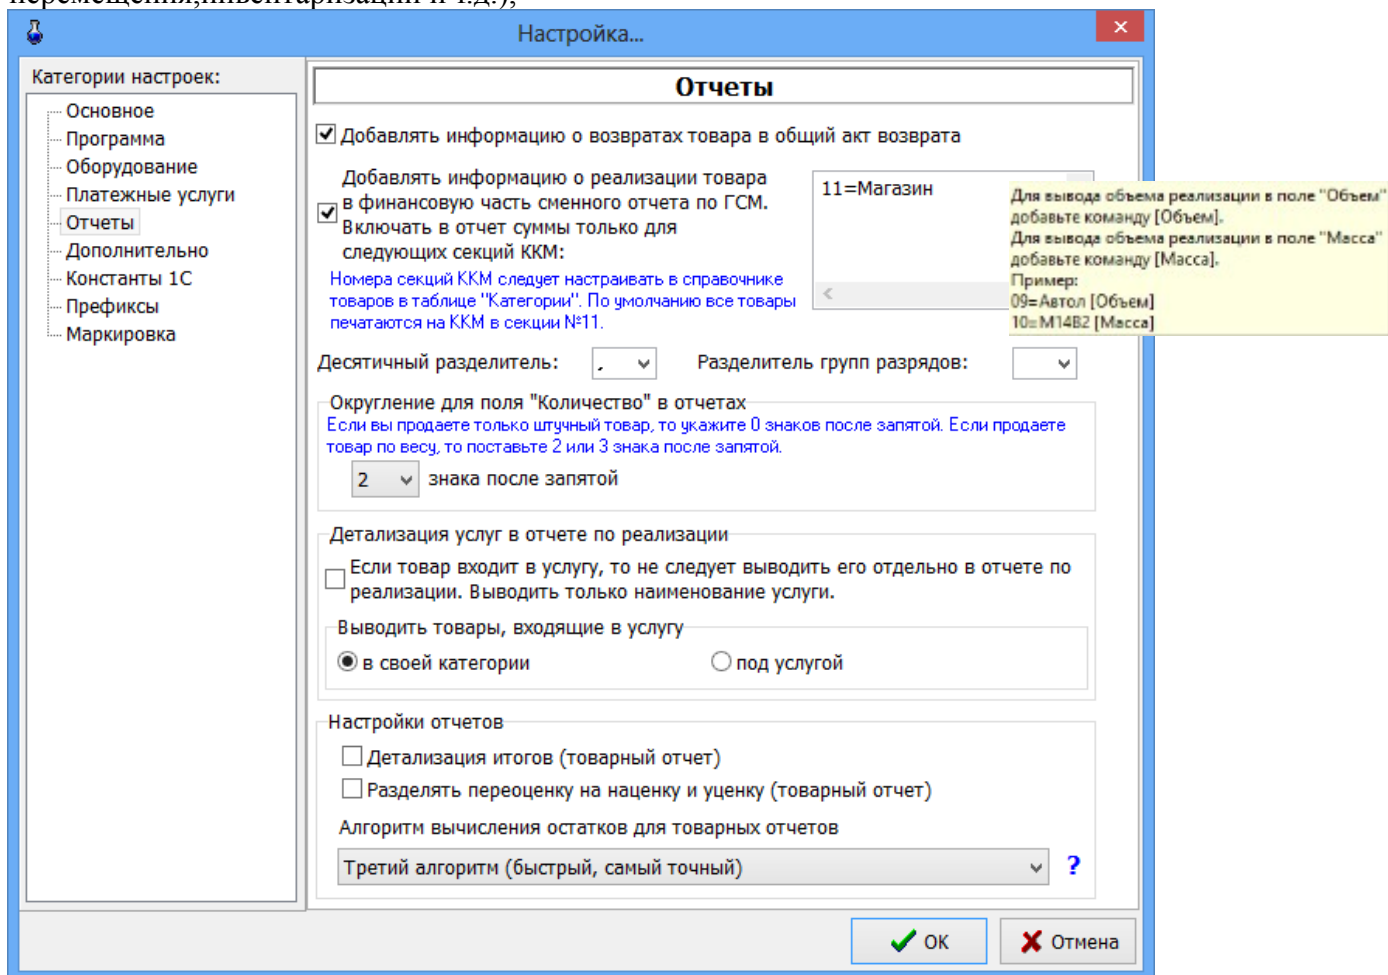 перемещения,инвентаризации и т.д.);
Настройка...
Категории настроек:
Основное
Программа
Оборудование
Платежные услуги
Отчеты
Дополнительно
Константы 1С
Префиксы
Маркировка
Отчеты
Добавлять информацию о возвратах товара в общий акт возврата
Добавлять информацию о реализации товара
в финансовую часть сменного отчета по ГСМ.
Включать в отчет суммы только для
следующих секций ККМ:
Номера секций ККМ следует настраивать в справочнике
товаров в таблице "Категории". По умолчанию все товары
печатаются на ККМ в секции №11.
11=Магазин
Для вывода объема реализации в поле "Объем"
добавьте команду [Объем].
Для вывода объема реализации в поле "Масса"
добавьте команду [Масса].
Пример:
09=Автол [Объем]
10=М14В2 [Масса]
Десятичный разделитель: , Разделитель групп разрядов:
Округление для поля "Количество" в отчетах
Если вы продаете только штучный товар, то укажите 0 знаков после запятой. Если продаете
товар по весу, то поставьте 2 или 3 знака после запятой.
2 знака после запятой
Детализация услуг в отчете по реализации
Если товар входит в услугу, то не следует выводить его отдельно в отчете по
реализации. Выводить только наименование услуги.
Выводить товары, входящие в услугу
в своей категории под услугой
Настройки отчетов
Детализация итогов (товарный отчет)
Разделять переоценку на наценку и уценку (товарный отчет)
Алгоритм вычисления остатков для товарных отчетов
Третий алгоритм (быстрый, самый точный) ?
ОК Отмена